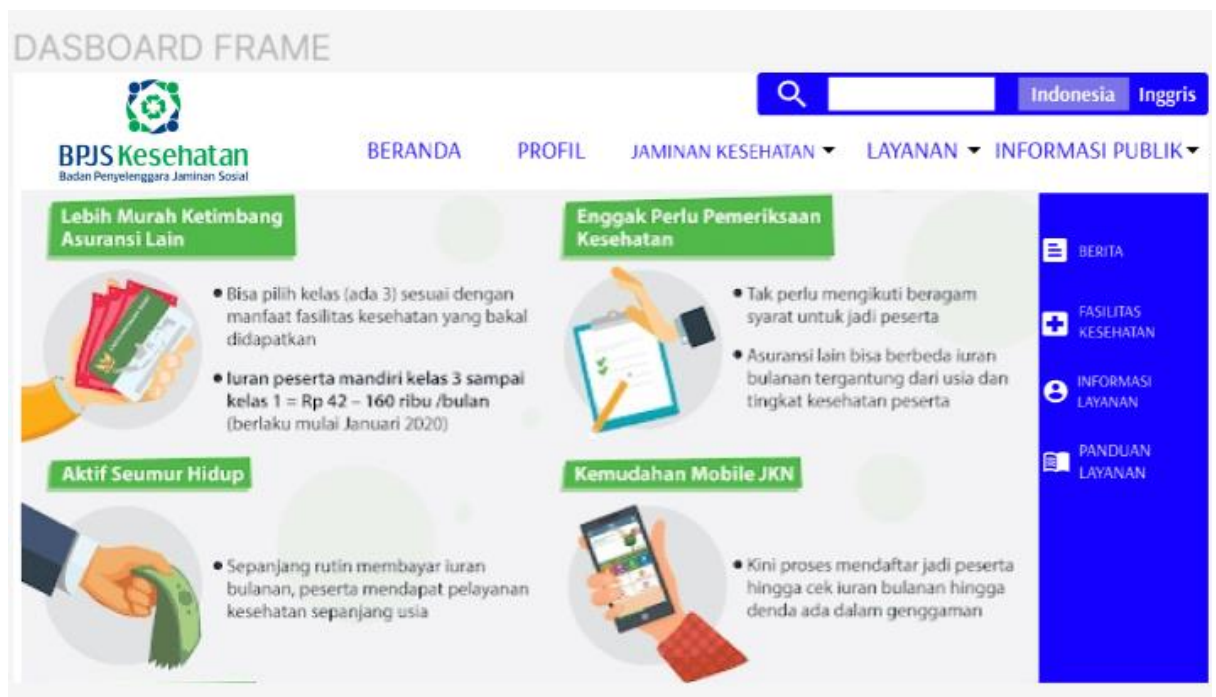 DASBOARD FRAME
Indonesia
Inggris
BPJS Kesehatan
Badan Penyelenggara Jaminan Sosial
BERANDA
PROFIL
JAMINAN KESEHATAN
LAYANAN
INFORMASI PUBLIK
Lebih Murah Ketimbang
Asuransi Lain
• Bisa pilih kelas (ada 3) sesuai dengan
manfaat fasilitas kesehatan yang bakal
didapatkan
• Iuran peserta mandiri kelas 3 sampai
kelas 1 = Rp 42 – 160 ribu /bulan
(berlaku mulai Januari 2020)
Enggak Perlu Pemeriksaan
Kesehatan
• Tak perlu mengikuti beragam
syarat untuk jadi peserta
• Asuransi lain bisa berbeda iuran
bulanan tergantung dari usia dan
tingkat kesehatan peserta
Aktif Seumur Hidup
• Sepanjang rutin membayar iuran
bulanan, peserta mendapat pelayanan
kesehatan sepanjang usia
Kemudahan Mobile JKN
• Kini proses mendaftar jadi peserta
hingga cek iuran bulanan hingga
denda ada dalam genggaman
BERITA
FASILITAS
KESEHATAN
INFORMASI
LAYANAN
PANDUAN
LAYANAN